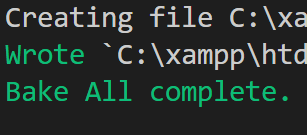 Creating file C:\xa
Wrote `C:\xampp\htd
Bake All complete.